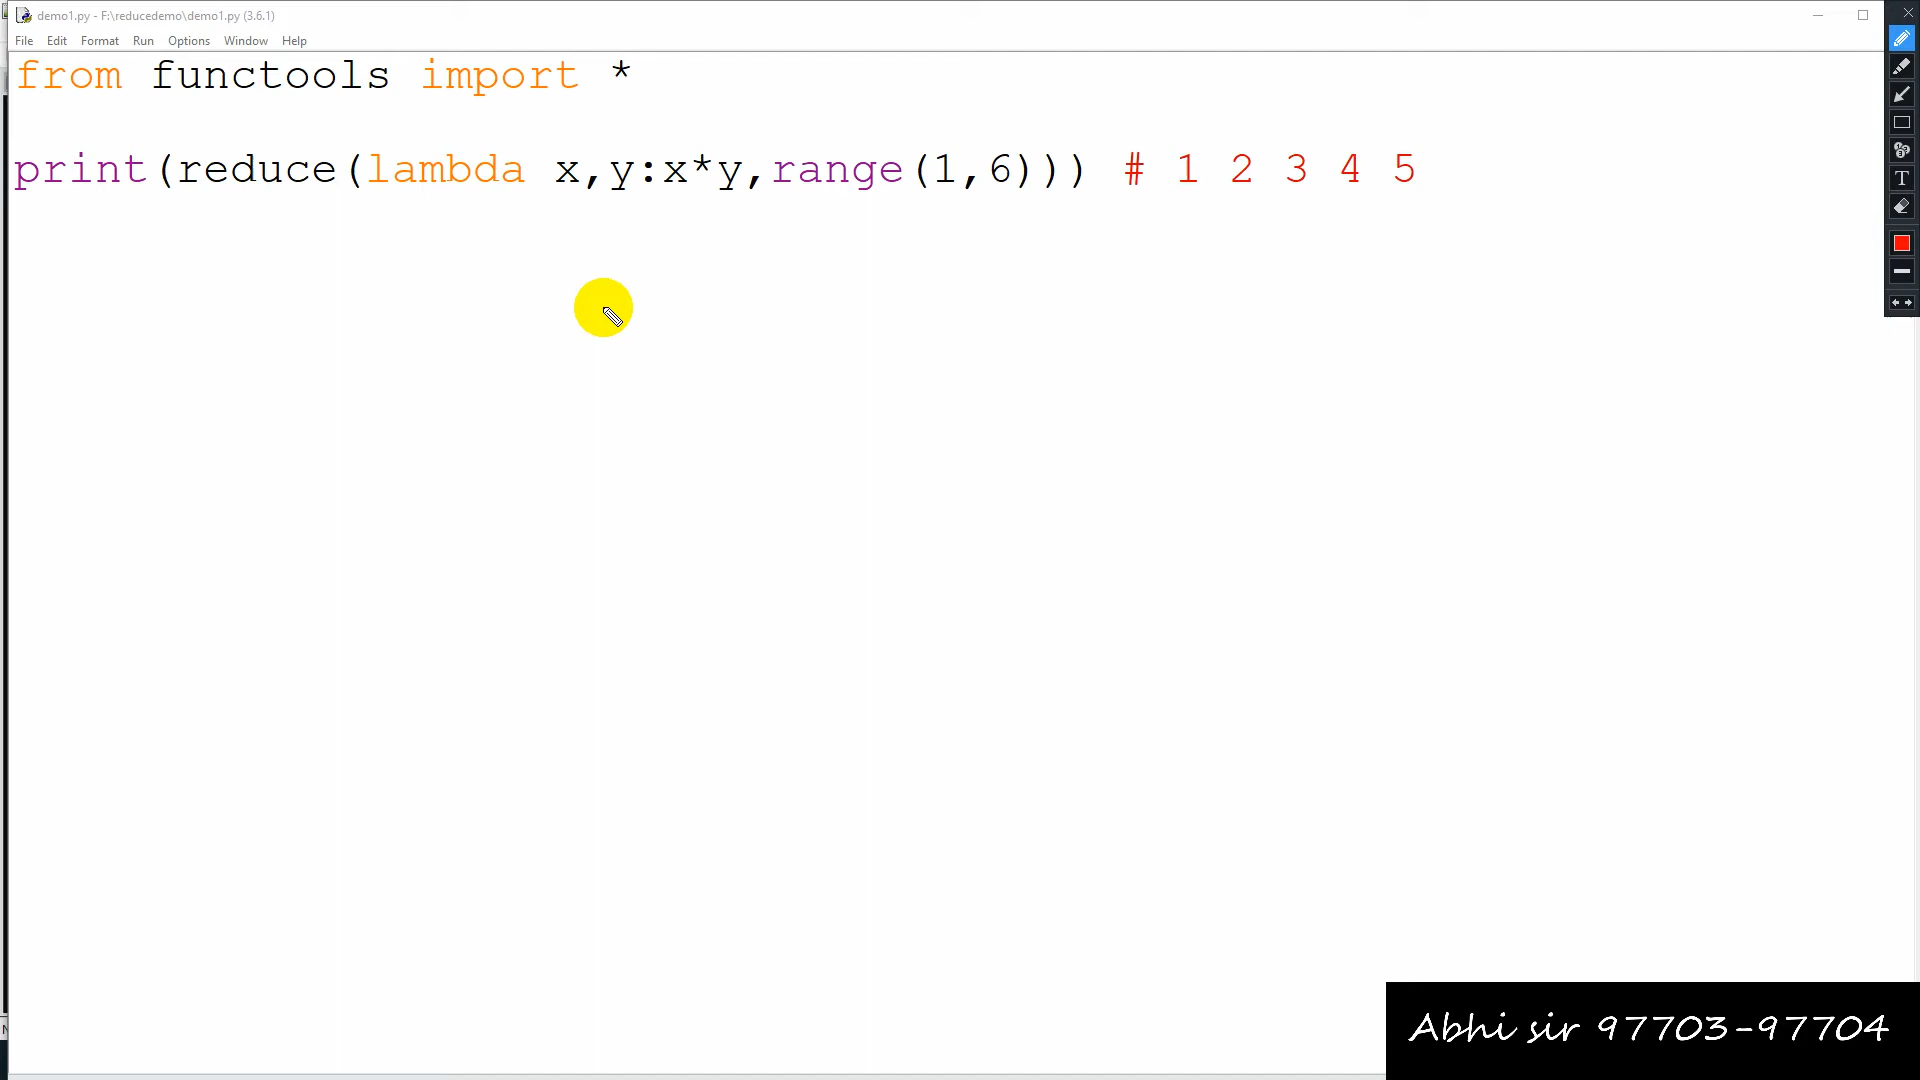 demo1.py - F:\reducedemo\demo1.py (3.6.1)
File Edit Format Run Options Window Help
from functools import *
print(reduce(lambda x,y:x*y,range(1,6))) # 1 2 3 4 5
T
Abhi sir 97703-97704